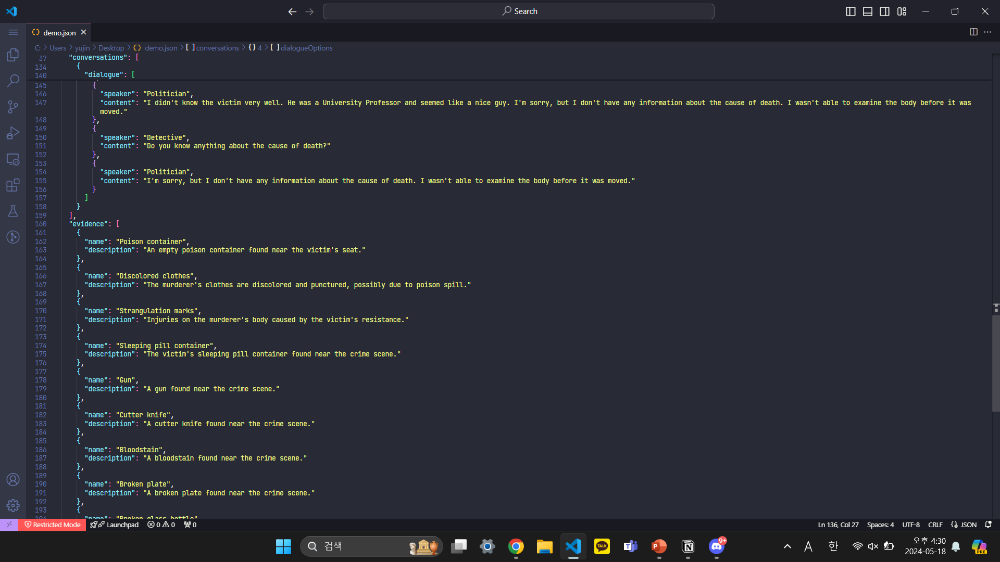 Search
demo.json
C: > Users > yujin > Desktop > {} demo.json > [ ] conversations > {} 4 > [ ] dialogueOptions
37 "conversations": [
134 {
140 "dialogue": [
145 {
146 "speaker": "Politician",
147 "content": "I didn't know the victim very well. He was a University Professor and seemed like a nice guy. I'm sorry, but I don't have any information about the cause of death. I wasn't able to examine the body before it was
moved."
148 },
149 {
150 "speaker": "Detective",
151 "content": "Do you know anything about the cause of death?"
152 },
153 {
154 "speaker": "Politician",
155 "content": "I'm sorry, but I don't have any information about the cause of death. I wasn't able to examine the body before it was moved."
156 }
157 ]
158 }
159 ],
160 "evidence": [
161 {
162 "name": "Poison container",
163 "description": "An empty poison container found near the victim's seat."
164 },
165 {
166 "name": "Discolored clothes",
167 "description": "The murderer's clothes are discolored and punctured, possibly due to poison spill."
168 },
169 {
170 "name": "Strangulation marks",
171 "description": "Injuries on the murderer's body caused by the victim's resistance."
172 },
173 {
174 "name": "Sleeping pill container",
175 "description": "The victim's sleeping pill container found near the crime scene."
176 },
177 {
178 "name": "Gun",
179 "description": "A gun found near the crime scene."
180 },
181 {
182 "name": "Cutter knife",
183 "description": "A cutter knife found near the crime scene."
184 },
185 {
186 "name": "Bloodstain",
187 "description": "A bloodstain found near the crime scene."
188 },
189 {
190 "name": "Broken plate",
191 "description": "A broken plate found near the crime scene."
192 },
193 {
194 "name": "Broken glass bottle"
Restricted Mode Launchpad 0 0 0 Ln 136, Col 27 Spaces: 4 UTF-8 CRLF {} JSON
검색 TALK T P N 9+ A 한 오후 4:30 PRE
2024-05-18